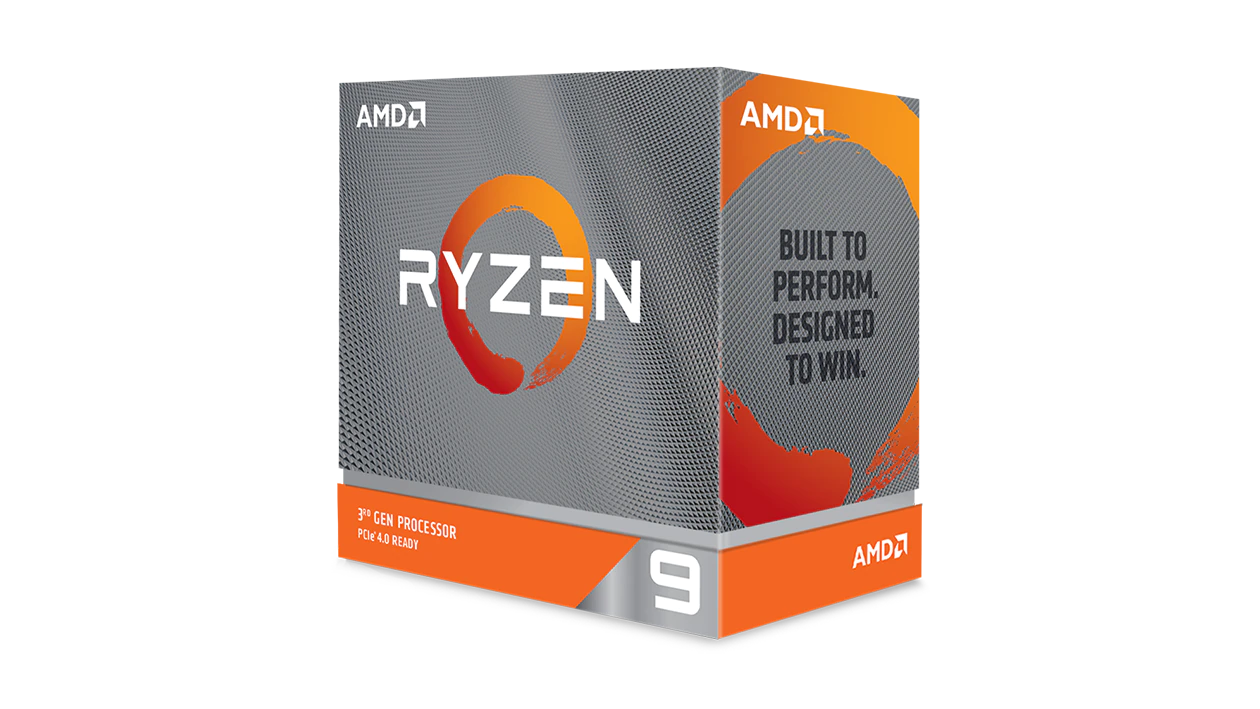 AMD
RYZEN
3RD GEN PROCESSOR
PCIe® 4.0 READY
9
AMD
BUILT TO
PERFORM.
DESIGNED
TO WIN.
AMD